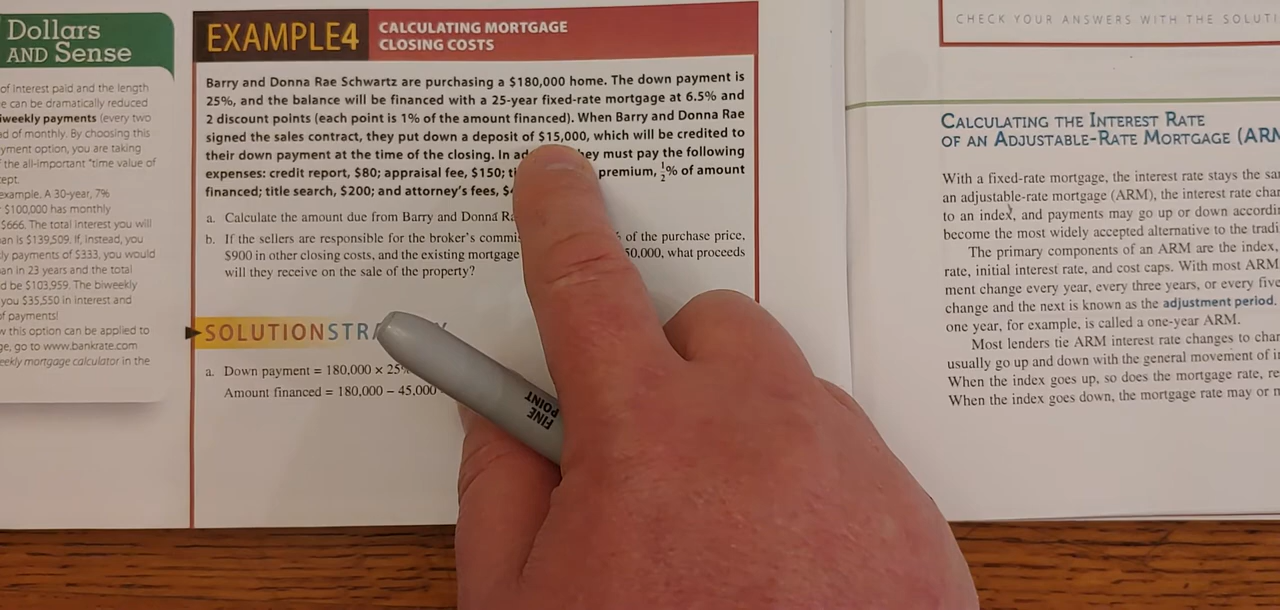 Dollars
AND Sense
of interest paid and the length
e can be dramatically reduced
iweekly payments (every two
ad of monthly. By choosing this
yment option, you are taking
f the all-important "time value of
cept.
example. A 30-year, 7%
$100,000 has monthly
$666. The total interest you will
an is $139,509. If, instead, you
ly payments of $333, you would
an in 23 years and the total
d be $103,959. The biweekly
you $35,550 in interest and
of payments!
w this option can be applied to
ge, go to www.bankrate.com
eekly mortgage calculator in the
EXAMPLE4
CALCULATING MORTGAGE
CLOSING COSTS
Barry and Donna Rae Schwartz are purchasing a $180,000 home. The down payment is
25%, and the balance will be financed with a 25-year fixed-rate mortgage at 6.5% and
2 discount points (each point is 1% of the amount financed). When Barry and Donna Rae
signed the sales contract, they put down a deposit of $15,000, which will be credited to
their down payment at the time of the closing. In ad hey must pay the following
expenses: credit report, $80; appraisal fee, $150; premium, ½% of amount
financed; title search, $200; and attorney's fees, $
a. Calculate the amount due from Barry and Donna
b. If the sellers are responsible for the broker's of the purchase price,
$900 in other closing costs, and the existing mortgage 50,000, what proceeds
will they receive on the sale of the property?
SOLUTIONSTR
a. Down payment = 180,000 × 25
Amount financed = 180,000 − 45,000
FINE
POINT
CHECK YOUR ANSWERS WITH THE SOLUTI
CALCULATING THE INTEREST RATE
OF AN ADJUSTABLE-RATE MORTGAGE (ARM
With a fixed-rate mortgage, the interest rate stays the sa
an adjustable-rate mortgage (ARM), the interest rate chan
to an index, and payments may go up or down accordi
become the most widely accepted alternative to the tradi
The primary components of an ARM are the index,
rate, initial interest rate, and cost caps. With most ARM
ment change every year, every three years, or every five
change and the next is known as the adjustment period.
one year, for example, is called a one-year ARM.
Most lenders tie ARM interest rate changes to chan
usually go up and down with the general movement of in
When the index goes up, so does the mortgage rate, re
When the index goes down, the mortgage rate may or n